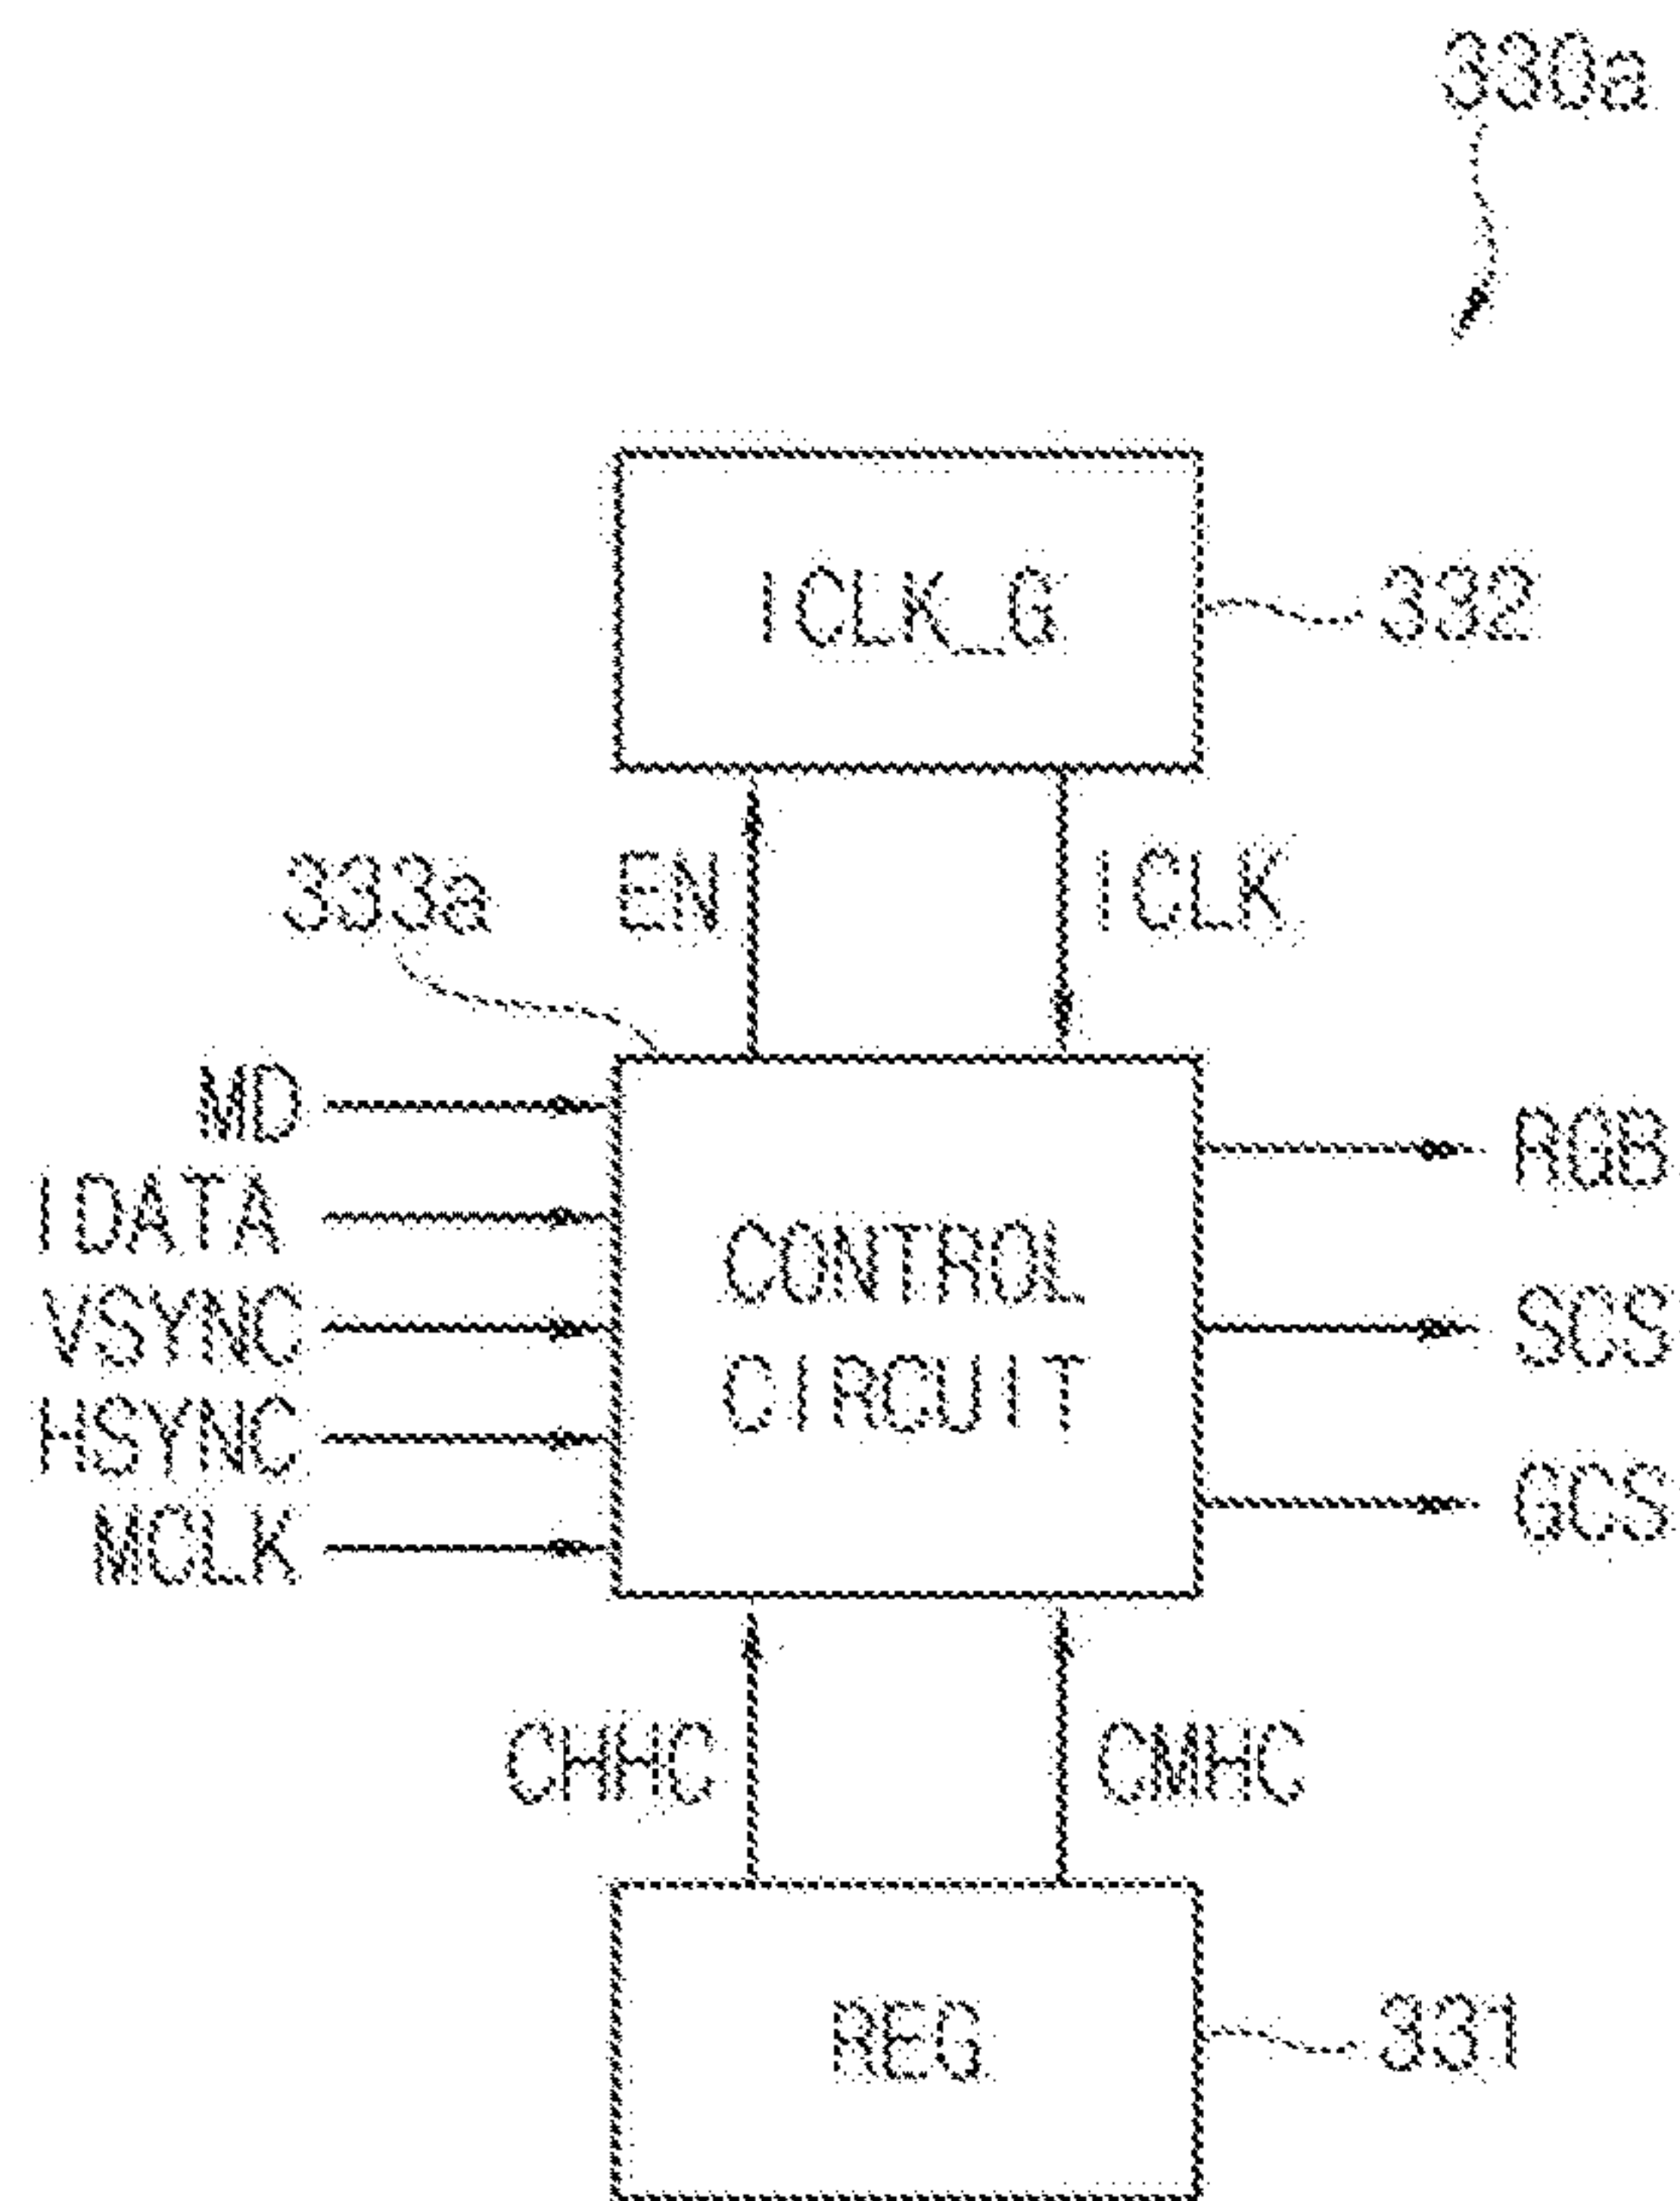 330a
ICLK_G
332
333a
EN
ICLK
MD
IDATA
VSYNC
HSYNC
MCLK
CONTROL
CIRCUIT
RGB
SCS
GCS
CHHC
CMHC
REG
331